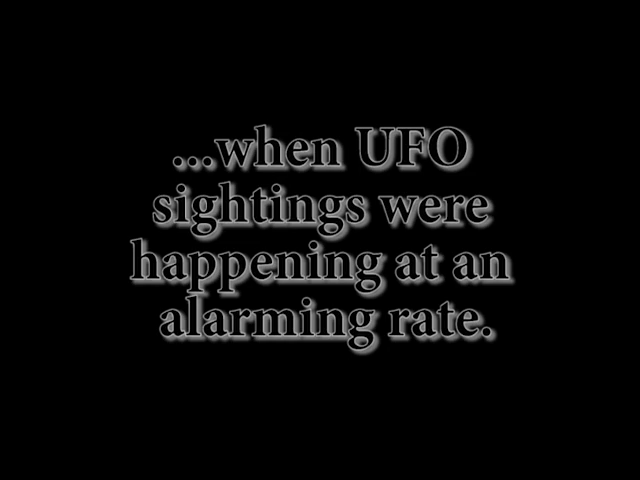 ...when UFO
sightings were
happening at an
alarming rate.